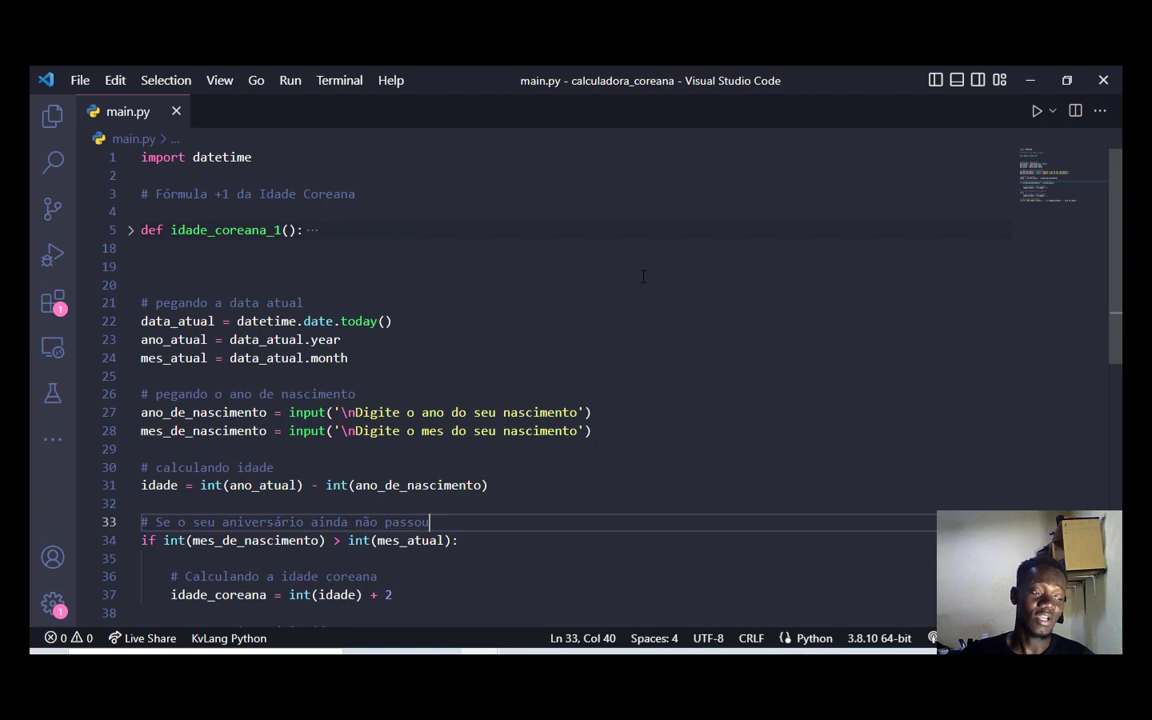 File Edit Selection View Go Run Terminal Help main.py - calculadora_coreana - Visual Studio Code
main.py
main.py > ...
1 import datetime
2
3 # Fórmula +1 da Idade Coreana
4
5 def idade_coreana_1(): ...
18
19
20
21 # pegando a data atual
22 data_atual = datetime.date.today()
23 ano_atual = data_atual.year
24 mes_atual = data_atual.month
25
26 # pegando o ano de nascimento
27 ano_de_nascimento = input('\nDigite o ano do seu nascimento')
28 mes_de_nascimento = input('\nDigite o mes do seu nascimento')
29
30 # calculando idade
31 idade = int(ano_atual) - int(ano_de_nascimento)
32
33 # Se o seu aniversário ainda não passou
34 if int(mes_de_nascimento) > int(mes_atual):
35
36 # Calculando a idade coreana
37 idade_coreana = int(idade) + 2
38
1
1
0 0 Live Share KvLang Python Ln 33, Col 40 Spaces: 4 UTF-8 CRLF Python 3.8.10 64-bit